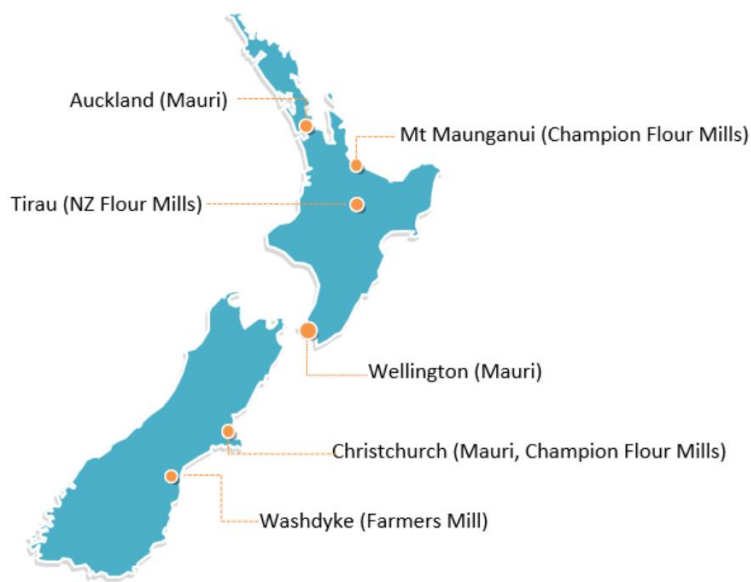 Auckland (Mauri)
Mt Maunganui (Champion Flour Mills)
Tirau (NZ Flour Mills)
Wellington (Mauri)
Christchurch (Mauri, Champion Flour Mills)
Washdyke (Farmers Mill)